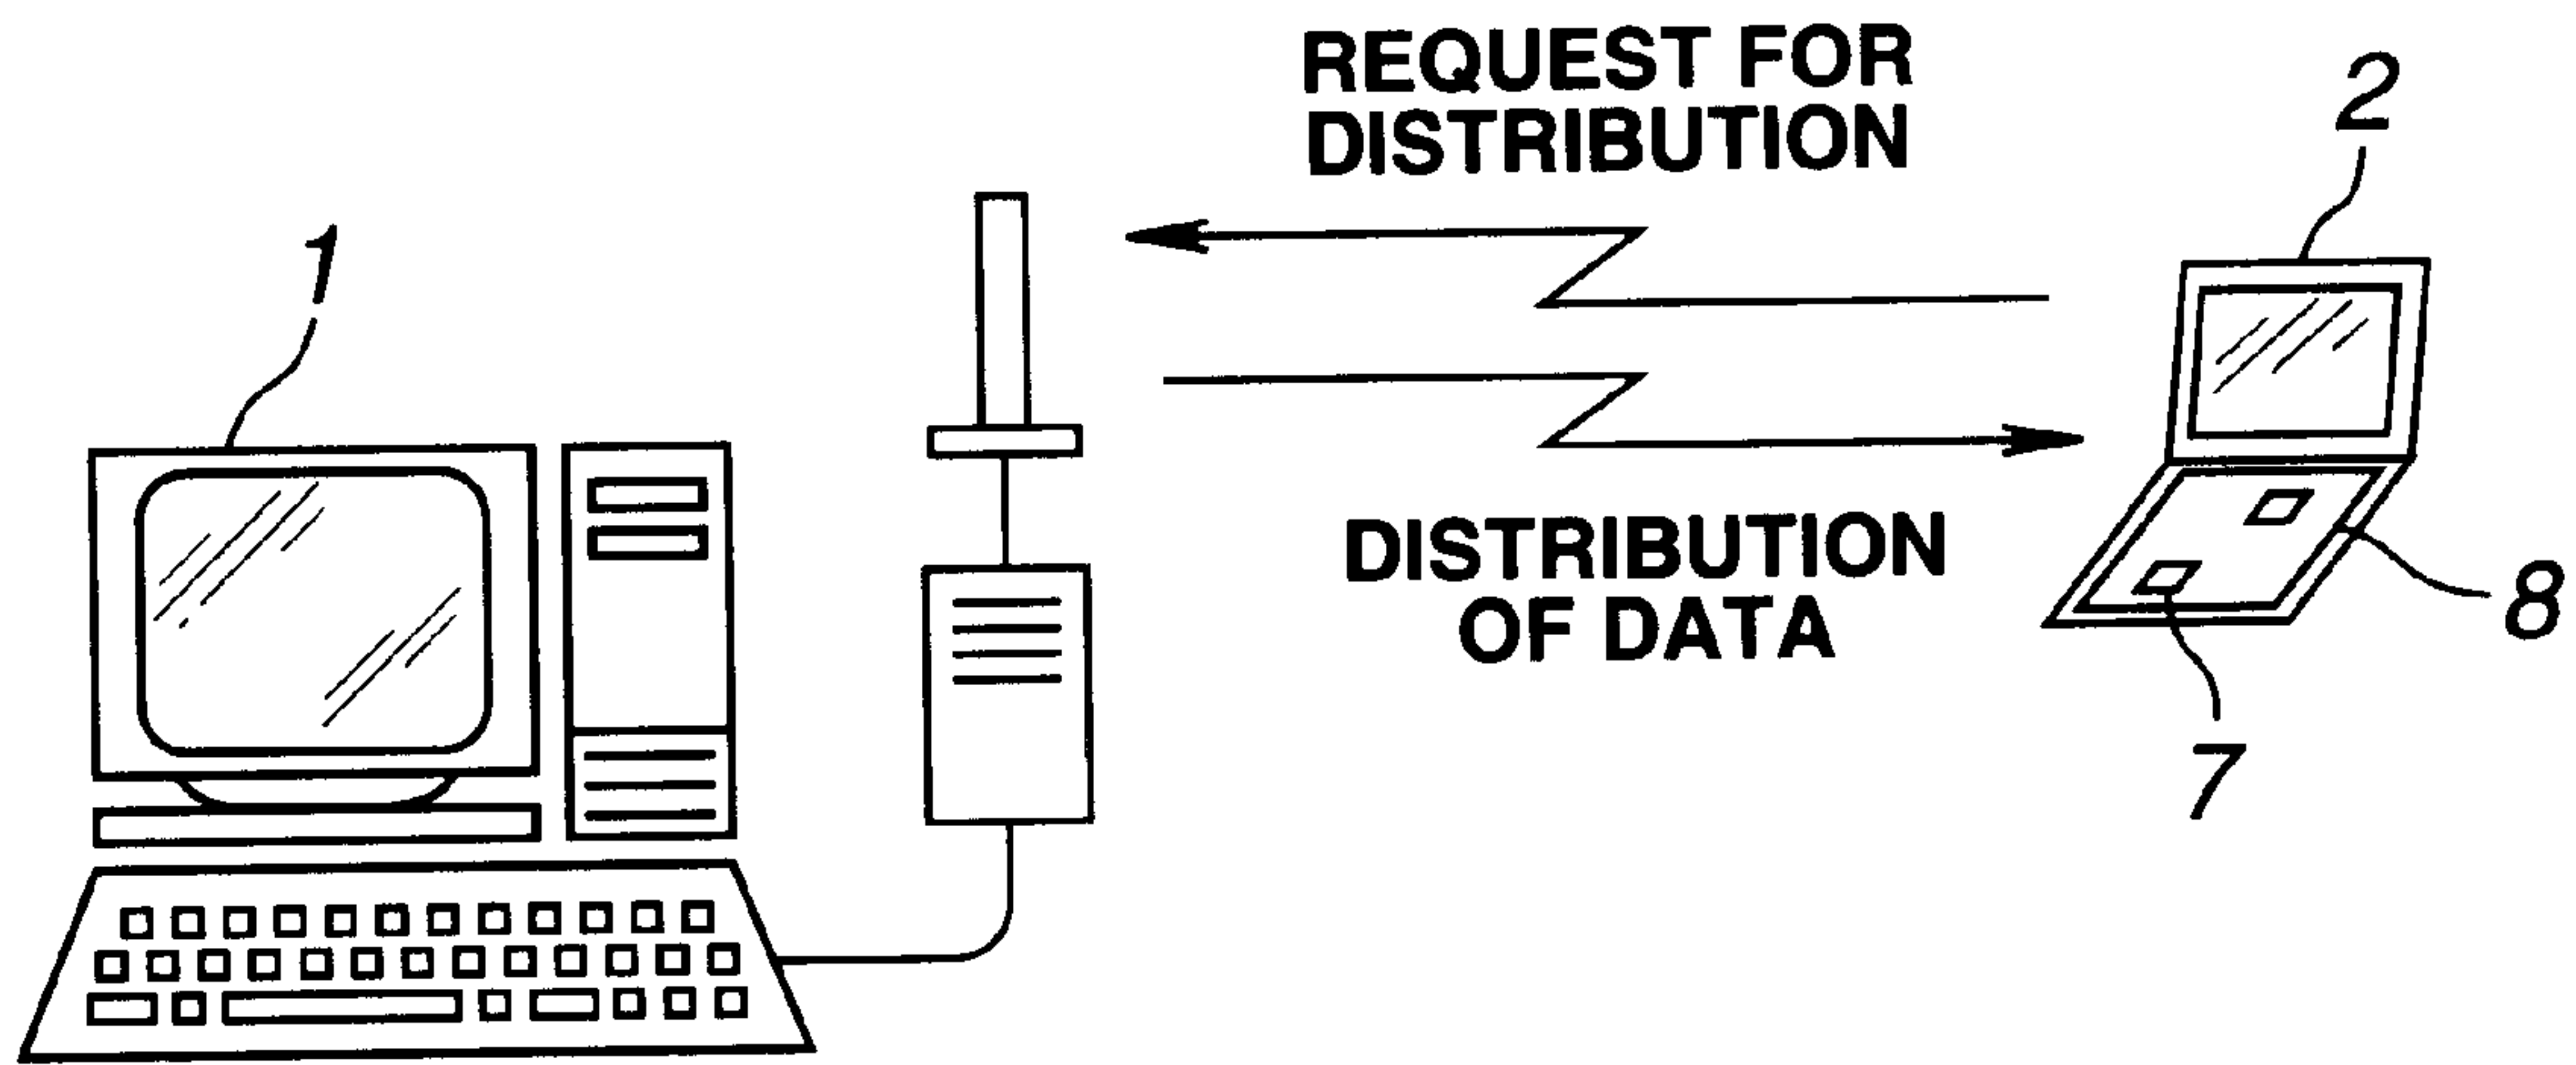 REQUEST FOR
DISTRIBUTION
2
1
DISTRIBUTION
OF DATA
8
7